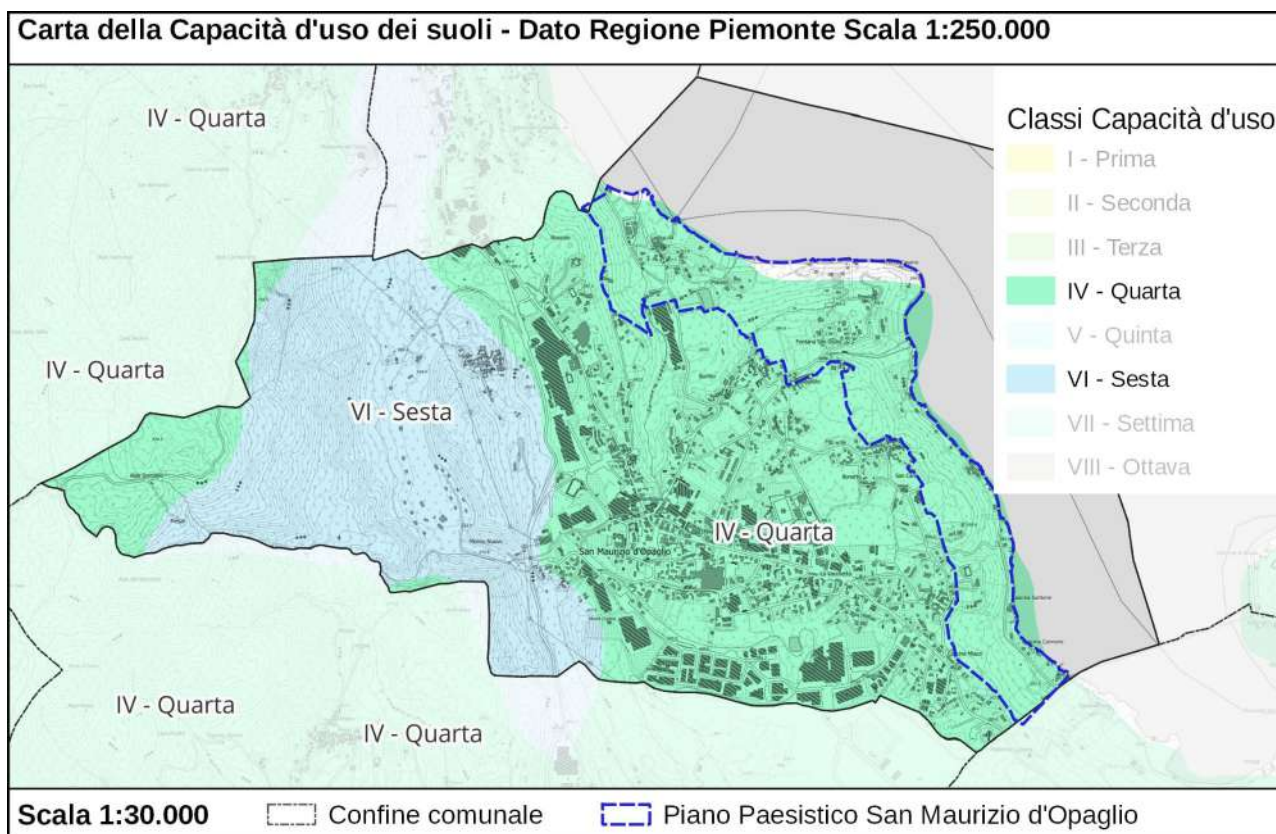 Carta della Capacità d'uso dei suoli - Dato Regione Piemonte Scala 1:250.000
IV - Quarta
Classi Capacità d'uso
I - Prima
II - Seconda
III - Terza
IV - Quarta
V - Quinta
VI - Sesta
VII - Settima
VIII - Ottava
IV - Quarta
VI - Sesta
IV - Quarta
San Maurizio d'Opaglio
IV - Quarta
IV - Quarta
Scala 1:30.000
Confine comunale
Piano Paesistico San Maurizio d'Opaglio